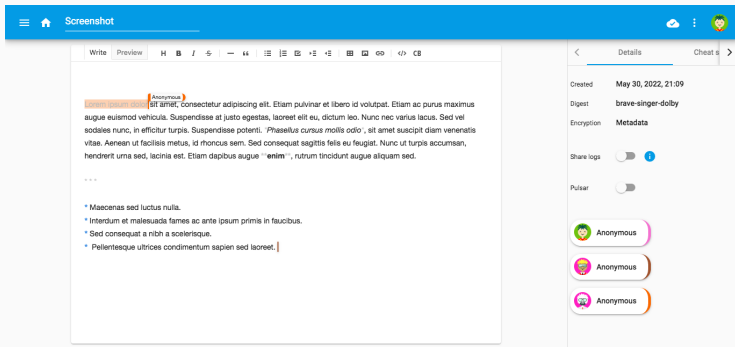 Screenshot
Write Preview H B I S — ❝ </> CB
Details Cheat s
Anonymous
Lorem ipsum dolor sit amet, consectetur adipiscing elit. Etiam pulvinar et libero id volutpat. Etiam ac purus maximus
augue euismod vehicula. Suspendisse at justo egestas, laoreet elit eu, dictum leo. Nunc nec varius lacus. Sed vel
sodales nunc, in efficitur turpis. Suspendisse potenti. *Phasellus cursus mollis odio*, sit amet suscipit diam venenatis
vitae. Aenean ut facilisis metus, id rhoncus sem. Sed consequat sagittis felis eu feugiat. Nunc ut turpis accumsan,
hendrerit urna sed, lacinia est. Etiam dapibus augue **enim**, rutrum tincidunt augue aliquam sed.
---
* Maecenas sed luctus nulla.
* Interdum et malesuada fames ac ante ipsum primis in faucibus.
* Sed consequat a nibh a scelerisque.
* Pellentesque ultrices condimentum sapien sed laoreet.
Created May 30, 2022, 21:09
Digest brave-singer-dolby
Encryption Metadata
Share logs
Pulsar
Anonymous
Anonymous
Anonymous